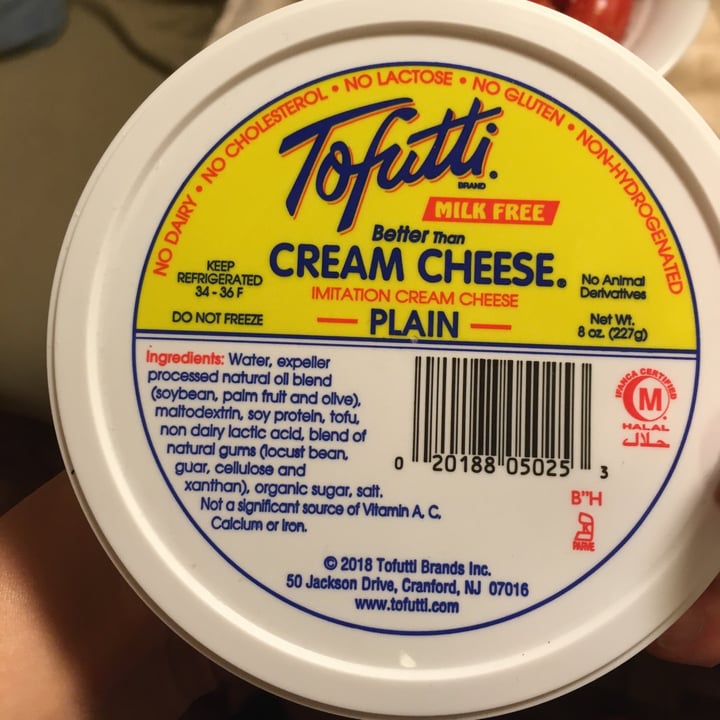 NO DAIRY • NO CHOLESTEROL • NO LACTOSE • NO GLUTEN • NON-HYDROGENATED
Tofutti.
BRAND
MILK FREE
Better Than
CREAM CHEESE®
IMITATION CREAM CHEESE
— PLAIN —
KEEP
REFRIGERATED
34 - 36 F
DO NOT FREEZE
No Animal
Derivatives
Net Wt.
8 oz. (227g)
Ingredients: Water, expeller
processed natural oil blend
(soybean, palm fruit and olive),
maltodextrin, soy protein, tofu,
non dairy lactic acid, blend of
natural gums (locust bean,
guar, cellulose and
xanthan), organic sugar, salt.
Not a significant source of Vitamin A, C,
Calcium or Iron.
0 20188 05025 3
IFANCA CERTIFIED
M
HALAL
حلال
B"H
PARVE
© 2018 Tofutti Brands Inc.
50 Jackson Drive, Cranford, NJ 07016
www.tofutti.com